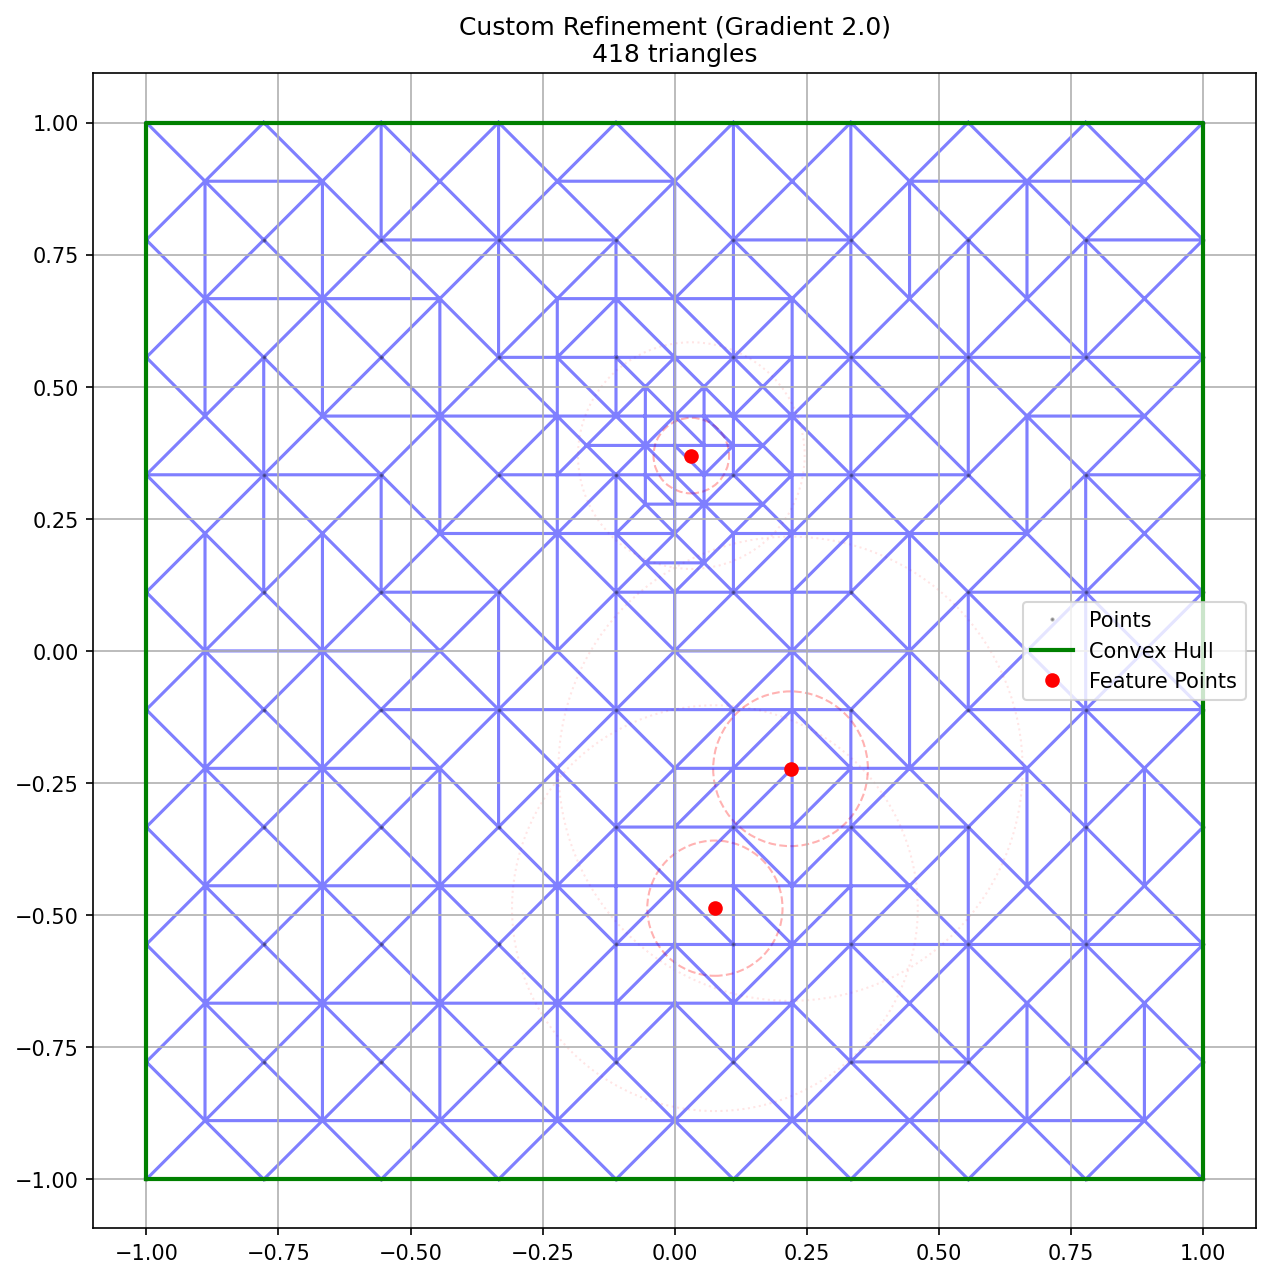 Custom Refinement (Gradient 2.0)
418 triangles
1.00
0.75
0.50
0.25
0.00
−0.25
−0.50
−0.75
−1.00
Points
Convex Hull
Feature Points
−1.00 −0.75 −0.50 −0.25 0.00 0.25 0.50 0.75 1.00